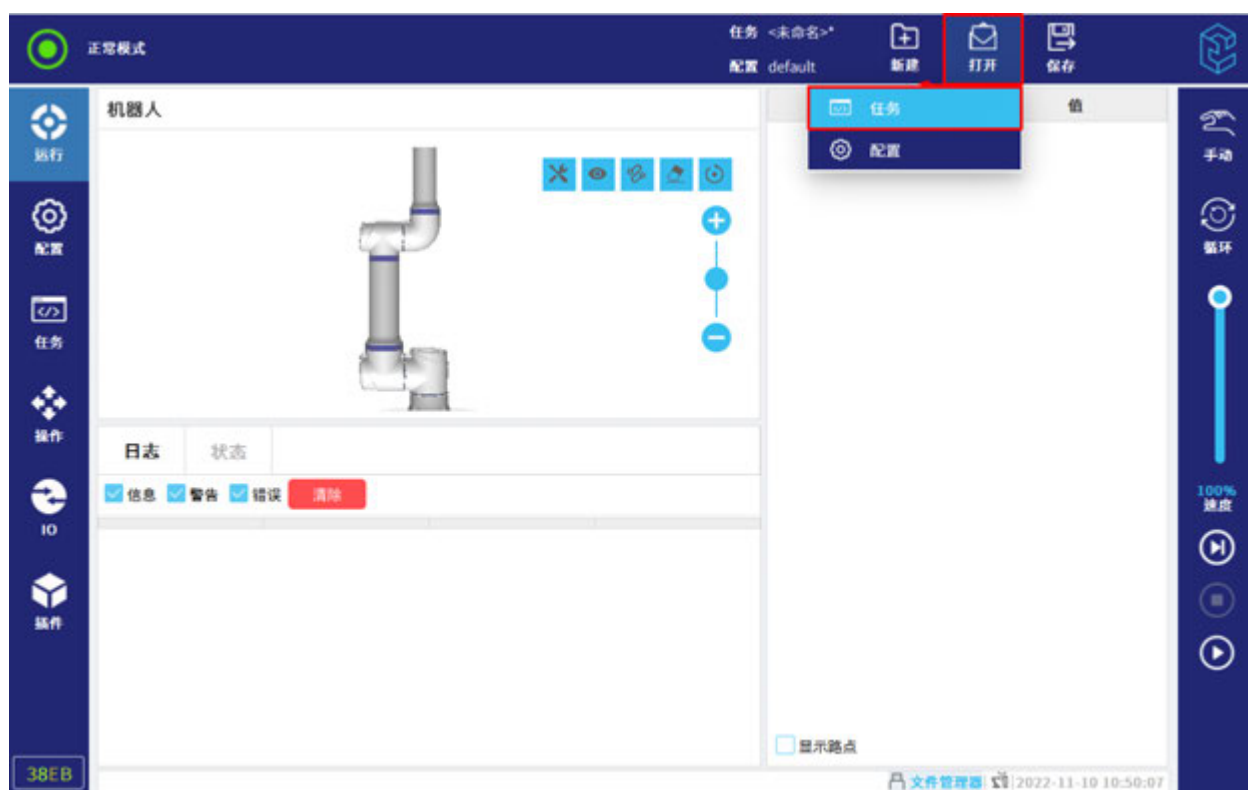 正常模式
任务 <未命名>*
配置 default
新建
打开
保存
任务
配置
值
运行
配置
任务
操作
IO
插件
38EB
机器人
日志 状态
信息 警告 错误 清除
显示路点
文件管理器 2022-11-10 10:50:07
手动
循环
100%
速度